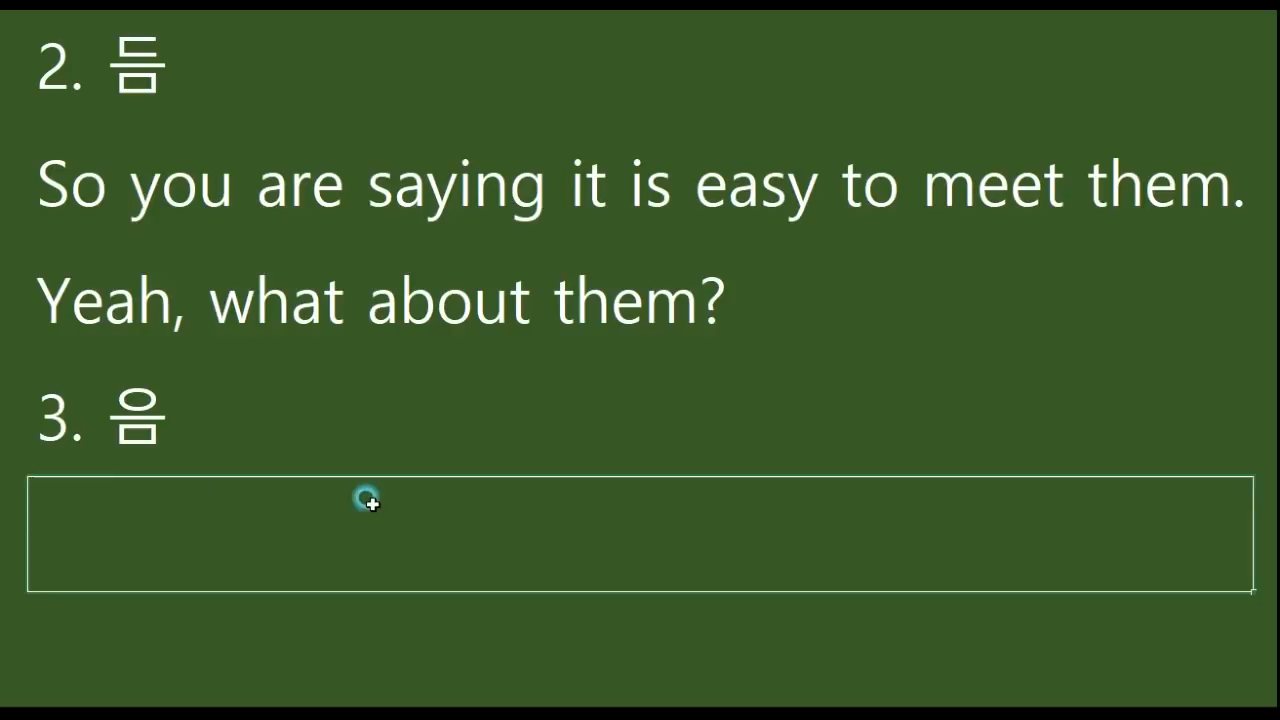 2. 듬
So you are saying it is easy to meet them.
Yeah, what about them?
3. 음